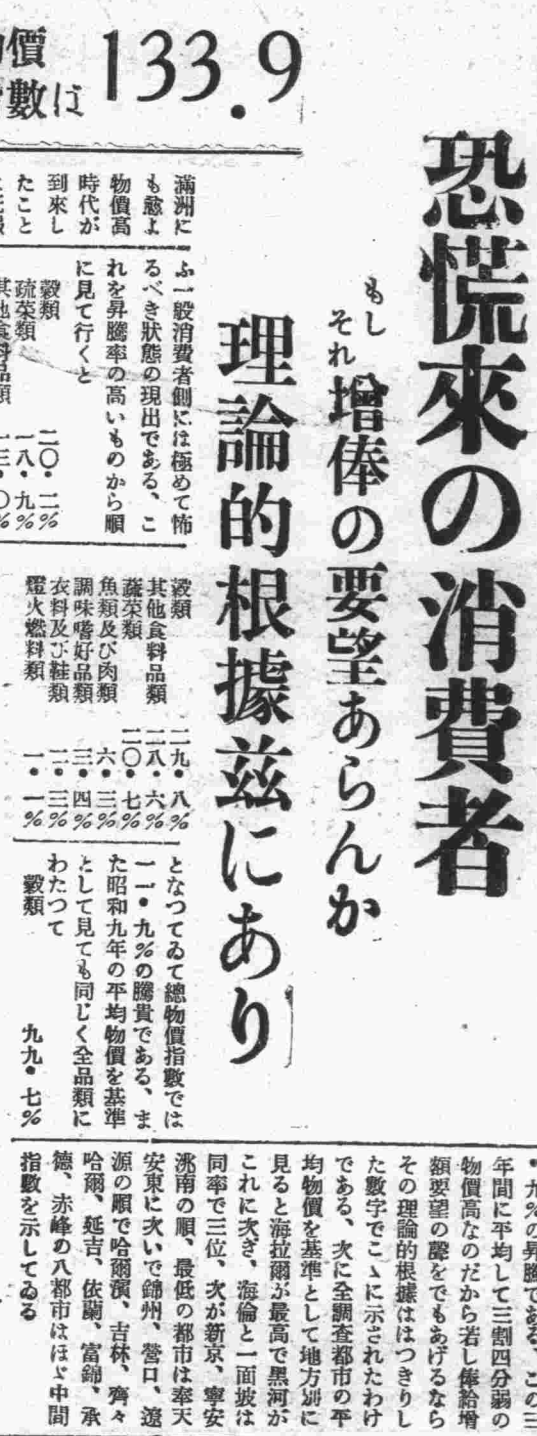 133.9
價
數に
恐慌來の消費者
もし
それ
增俸の要望あらんか
理論的根據玆にあり
滿洲に
も愈よ
物價高
時代が
到來し
たこと
ふ一般消費者側には極めて怖
るべき狀態の現出である、こ
れを昇騰率の高いものから順
に見て行くと
穀類 二〇・二%
蔬菜類 一八・九%
其他食料品類 一三・〇%
穀類 二九・八%
其他食料品類 二八・六%
蔬菜類 二〇・七%
魚類及び肉類 六・三%
調味嗜好品類 三・四%
衣料及び鞋類 二・三%
燈火燃料類 一・一%
となつてゐて總物價指數では
一一・九%の騰貴である、ま
た昭和九年の平均物價を基準
として見ても同じく全品類に
わたつて
穀類 九九・七%
・九%の昇騰である、この三
年間に平均して三割四分弱の
物價高なのだから若し俸給增
額要望の聲をでもあげるなら
その理論的根據ははつきりし
た數字でこゝに示されたわけ
である、次に全調査都市の平
均物價を基準として地方別に
見ると海拉爾が最高で黑河が
これに次ぎ、海倫と一面坡は
同率で三位、次が新京、寧安
洮南の順、最低の都市は奉天
安東に次いで錦州、營口、遼
源の順で哈爾濱、吉林、齊々
哈爾、延吉、依蘭、富錦、承
德、赤峰の八都市はほゞ中間
指數を示してゐる